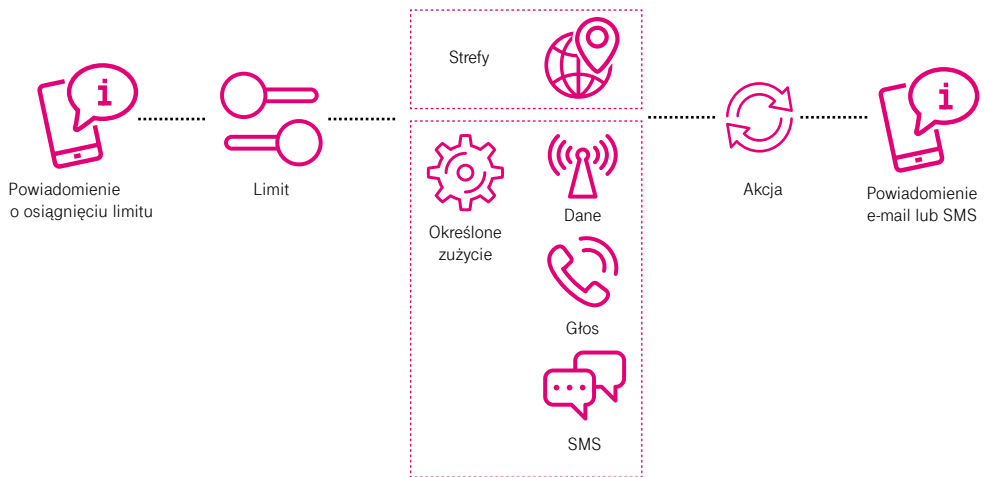 Powiadomienie
o osiągnięciu limitu
Limit
Strefy
Określone
zużycie
Dane
Głos
SMS
Akcja
Powiadomienie
e-mail lub SMS